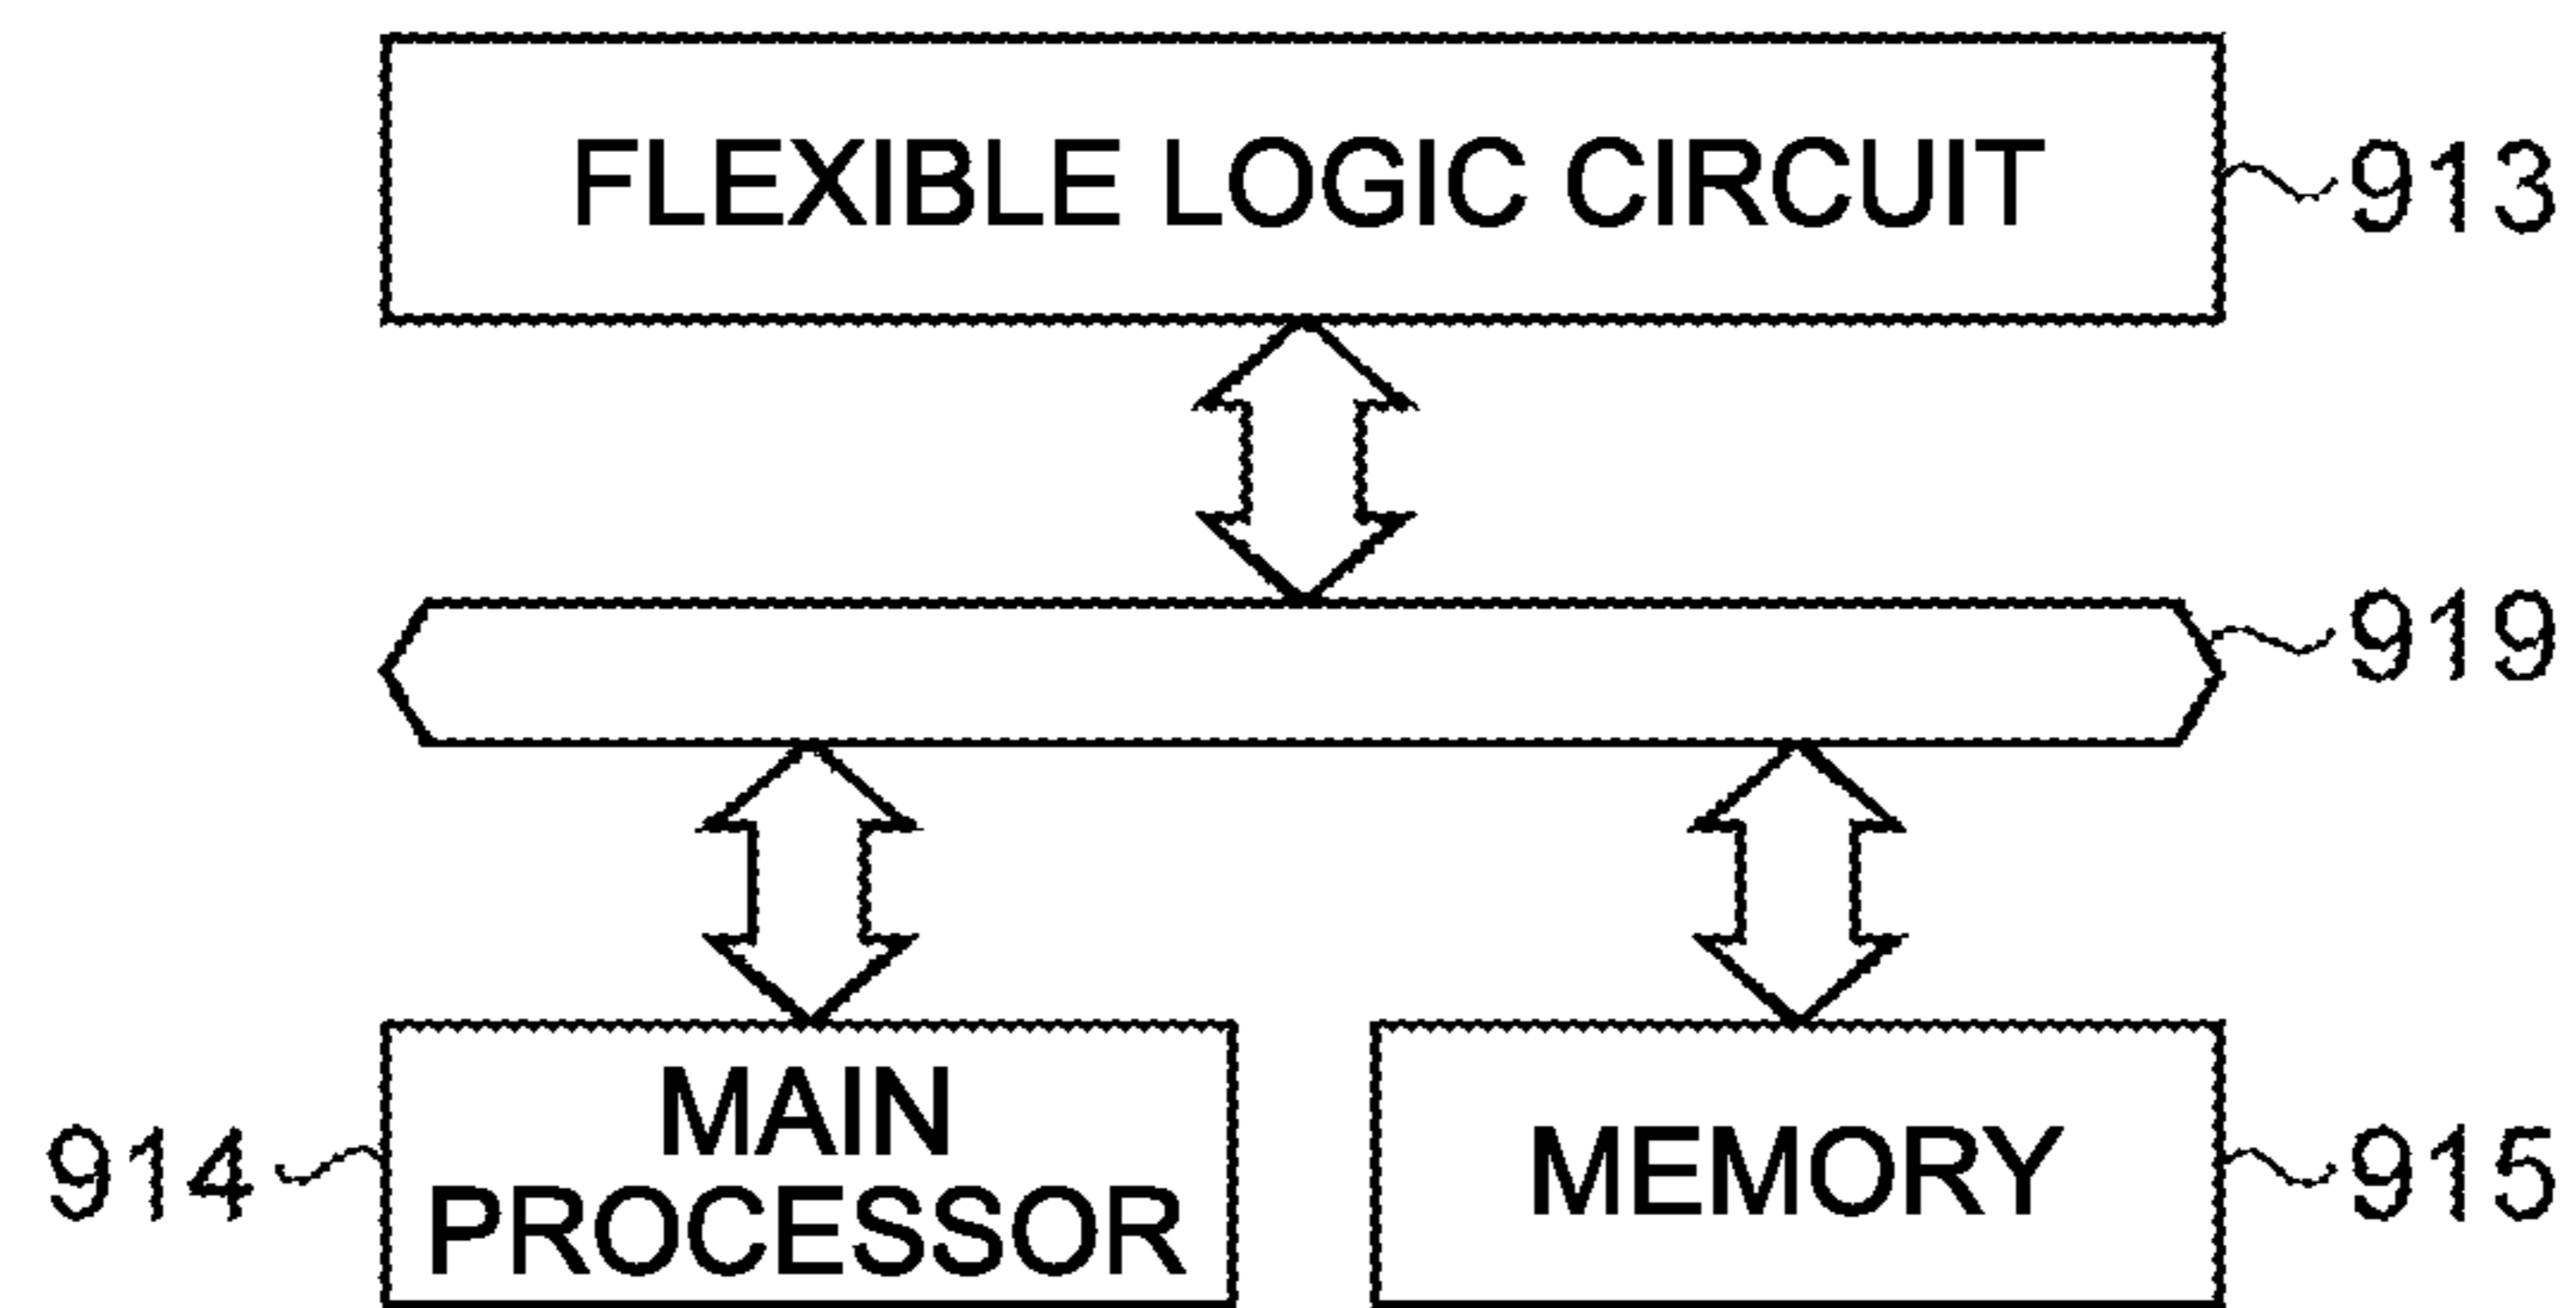 FLEXIBLE LOGIC CIRCUIT
913
919
MAIN
PROCESSOR
914
MEMORY
915